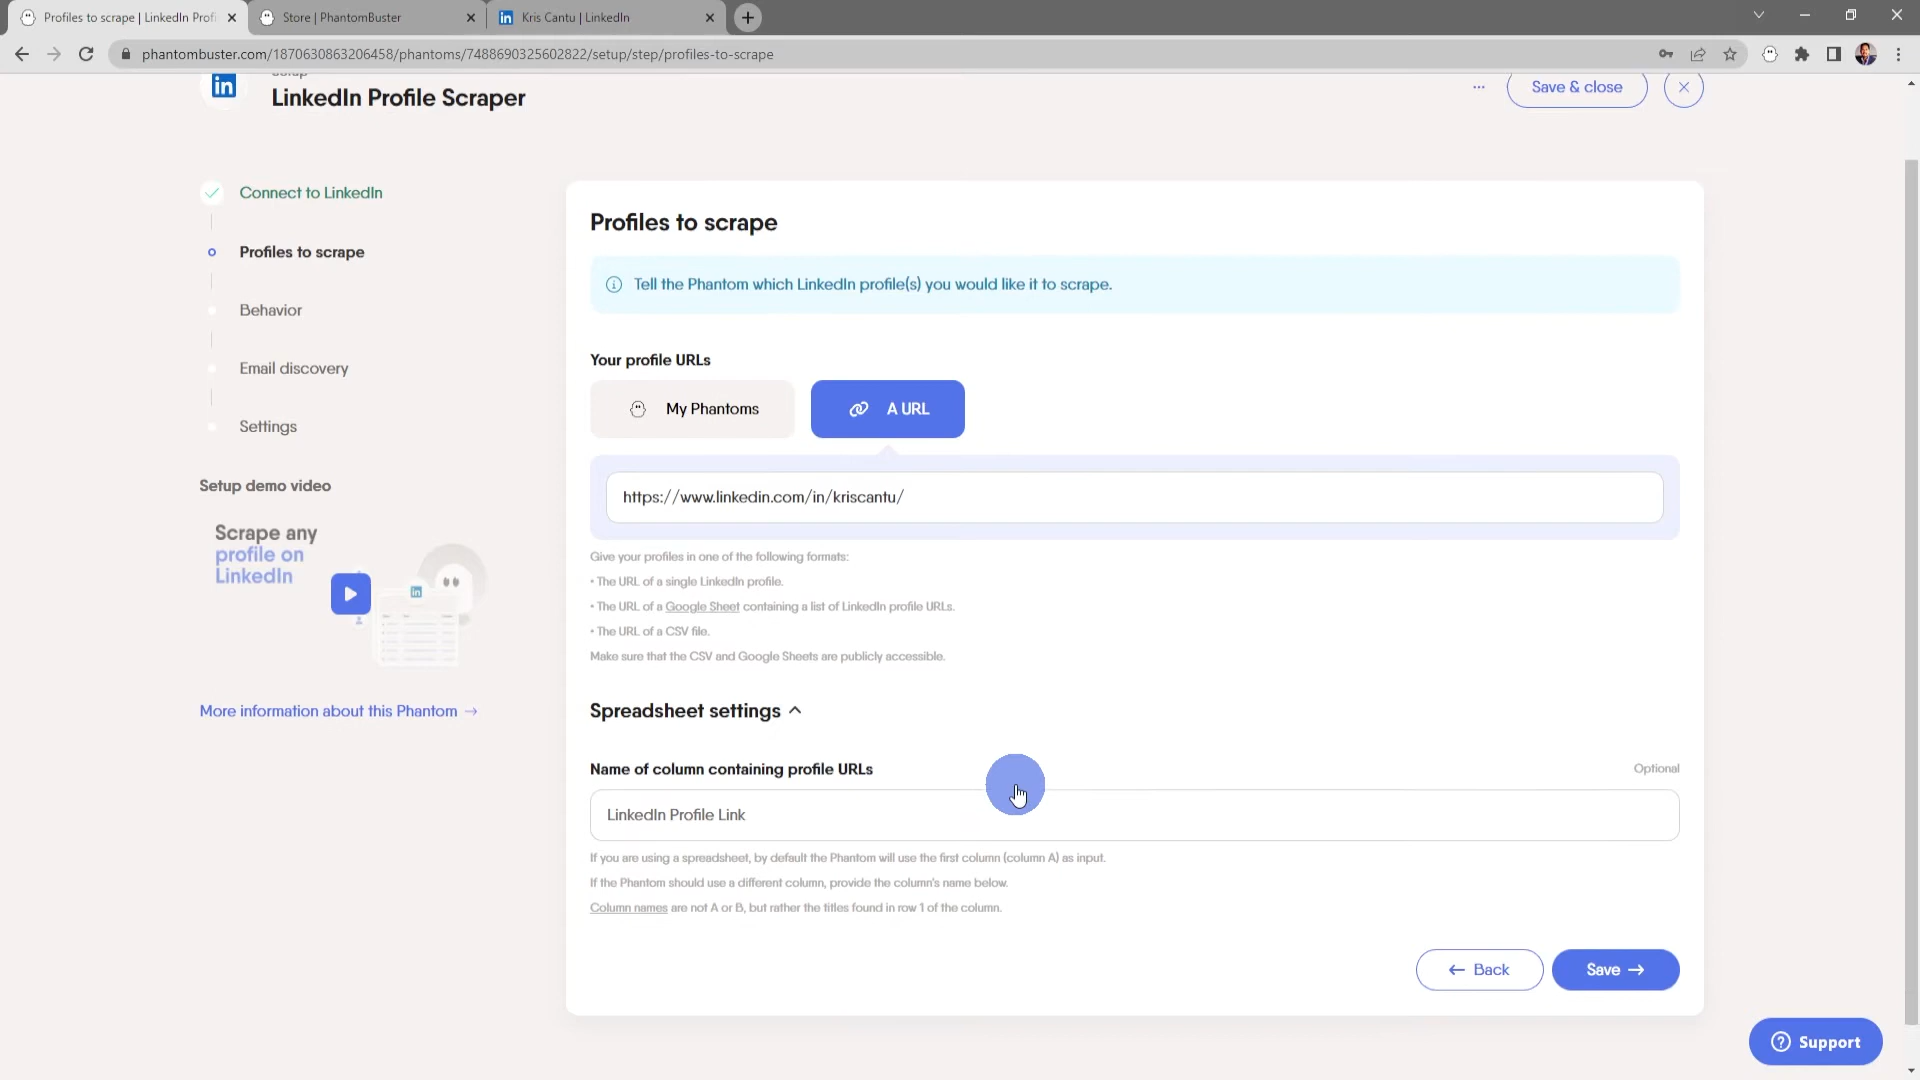 Profiles to scrape | LinkedIn Profi
Store | PhantomBuster
Kris Cantu | LinkedIn
phantombuster.com/1870630863206458/phantoms/7488690325602822/setup/step/profiles-to-scrape
Setup
LinkedIn Profile Scraper
Save & close
Connect to LinkedIn
Profiles to scrape
Behavior
Email discovery
Settings
Setup demo video
Scrape any
profile on
LinkedIn
More information about this Phantom →
Profiles to scrape
Tell the Phantom which LinkedIn profile(s) you would like it to scrape.
Your profile URLs
My Phantoms
A URL
https://www.linkedin.com/in/kriscantu/
Give your profiles in one of the following formats:
• The URL of a single LinkedIn profile.
• The URL of a Google Sheet containing a list of LinkedIn profile URLs.
• The URL of a CSV file.
Make sure that the CSV and Google Sheets are publicly accessible.
Spreadsheet settings
Name of column containing profile URLs
Optional
LinkedIn Profile Link
If you are using a spreadsheet, by default the Phantom will use the first column (column A) as input.
If the Phantom should use a different column, provide the column's name below.
Column names are not A or B, but rather the titles found in row 1 of the column.
← Back
Save →
Support